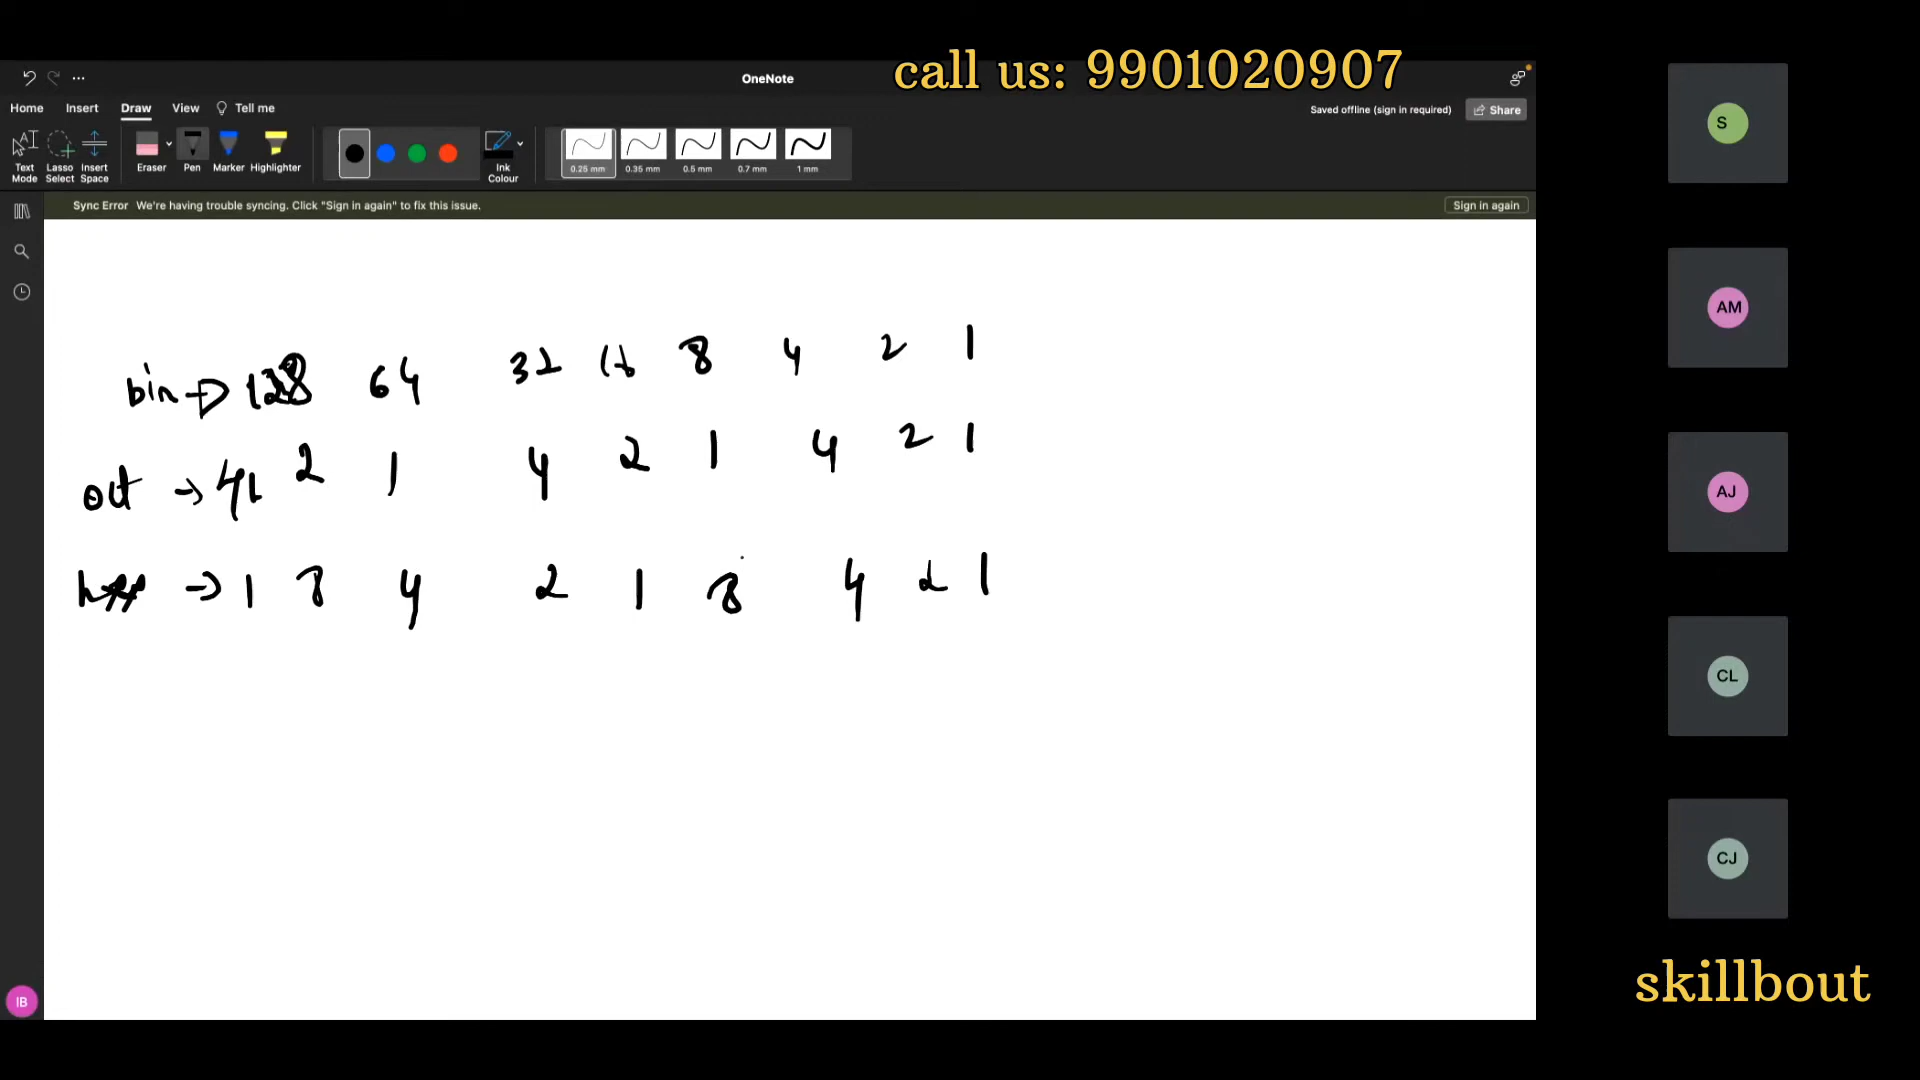 call us: 9901020907
OneNote
Home Insert Draw View Tell me
Saved offline (sign in required) Share
Text Mode
Lasso Select
Insert Space
Eraser
Pen
Marker
Highlighter
Ink Colour
0.25 mm 0.35 mm 0.5 mm 0.7 mm 1 mm
Sync Error We're having trouble syncing. Click "Sign in again" to fix this issue. Sign in again
bin → 128 64 32 16 8 4 2 1
oct → 4 2 1 4 2 1 4 2 1
→ 1 8 4 2 1 8 4 2 1
S
AM
AJ
CL
CJ
IB
skillbout